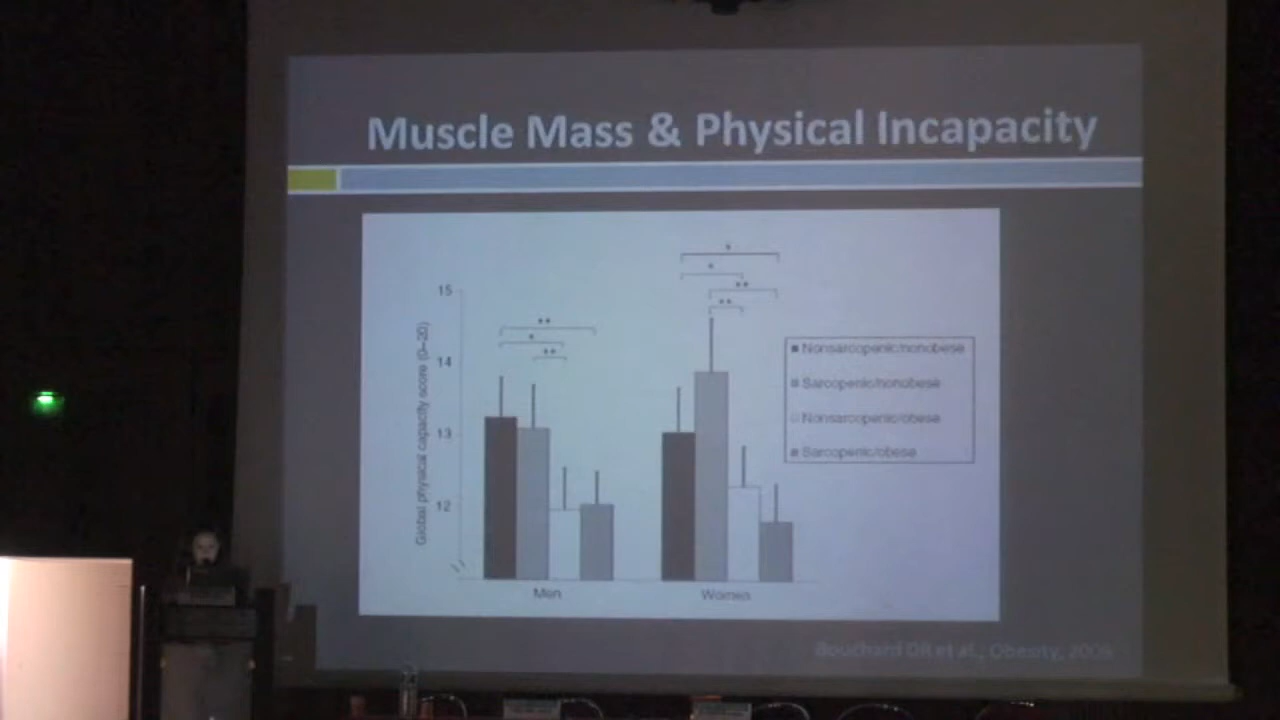 Muscle Mass & Physical Incapacity
15
14
13
12
Global physical capacity score (0–20)
Men
Women
Nonsarcopenic/nonobese
Sarcopenic/nonobese
Nonsarcopenic/obese
Sarcopenic/obese
Bouchard DR et al., Obesity, 2009